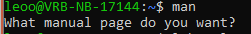 leoo@VRB-NB-17144:~$ man
What manual page do you want?